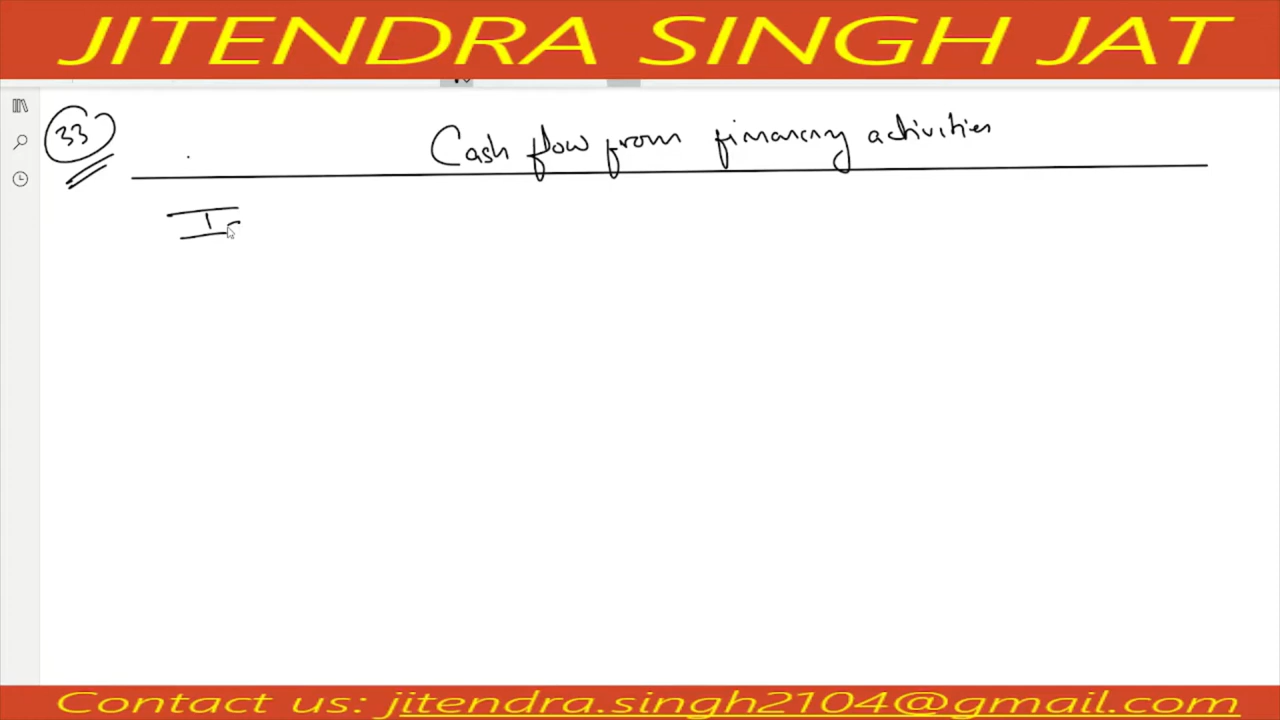 JITENDRA SINGH JAT
33
Cash flow from financing activities
I
Contact us: jitendra.singh2104@gmail.com